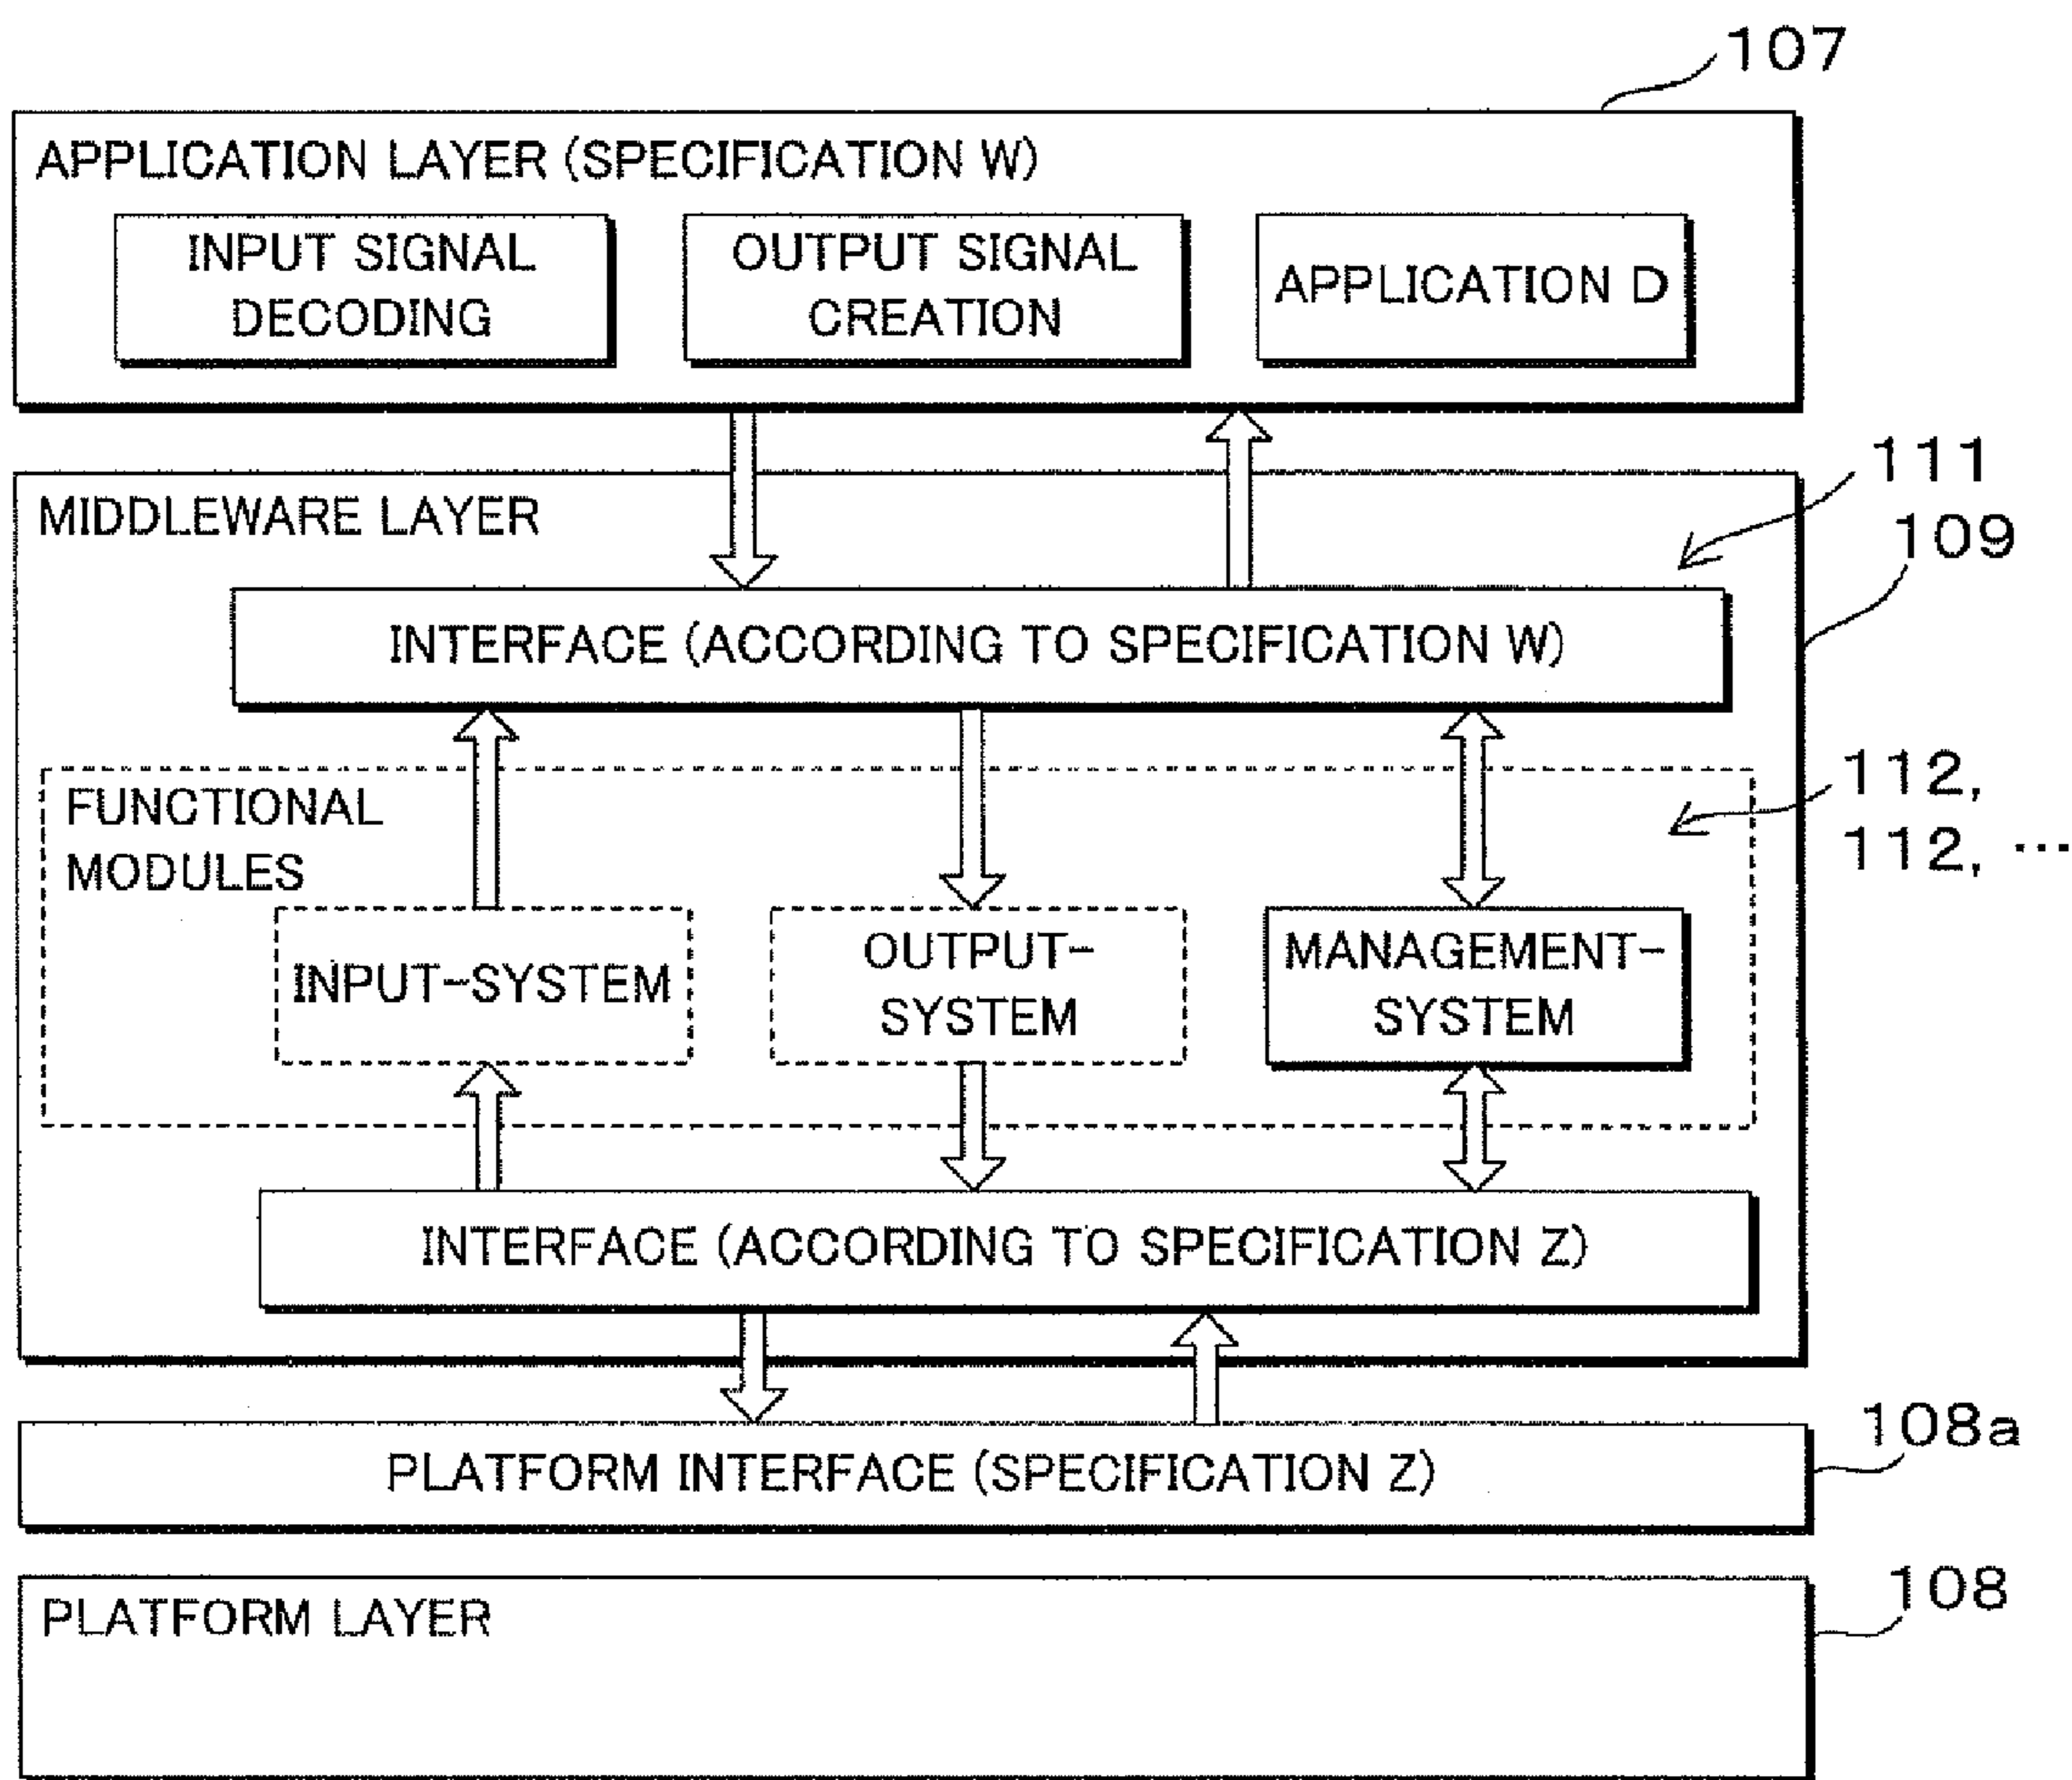 107
APPLICATION LAYER (SPECIFICATION W)
INPUT SIGNAL
DECODING
OUTPUT SIGNAL
CREATION
APPLICATION D
111
MIDDLEWARE LAYER
109
INTERFACE (ACCORDING TO SPECIFICATION W)
FUNCTIONAL
MODULES
112,
112, ···
INPUT-SYSTEM
OUTPUT-
SYSTEM
MANAGEMENT-
SYSTEM
INTERFACE (ACCORDING TO SPECIFICATION Z)
108a
PLATFORM INTERFACE (SPECIFICATION Z)
108
PLATFORM LAYER